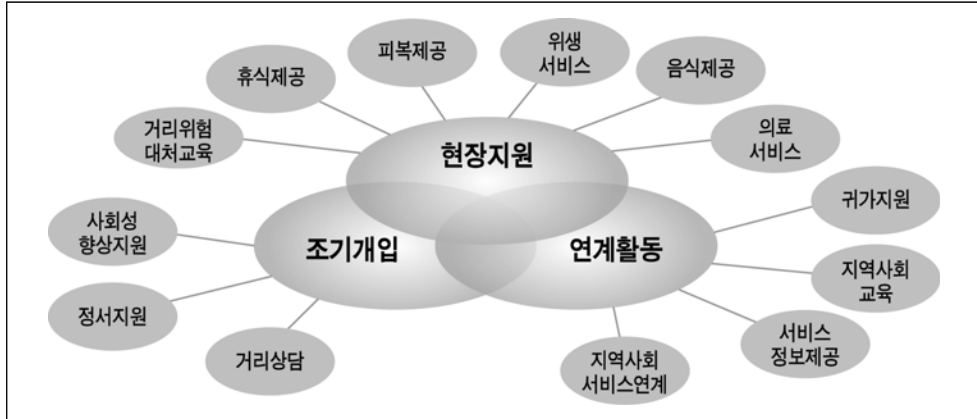 피복제공
위생
서비스
휴식제공
음식제공
거리위험
대처교육
현장지원
의료
서비스
사회성
향상지원
조기개입
연계활동
귀가지원
정서지원
지역사회
교육
거리상담
지역사회
서비스연계
서비스
정보제공